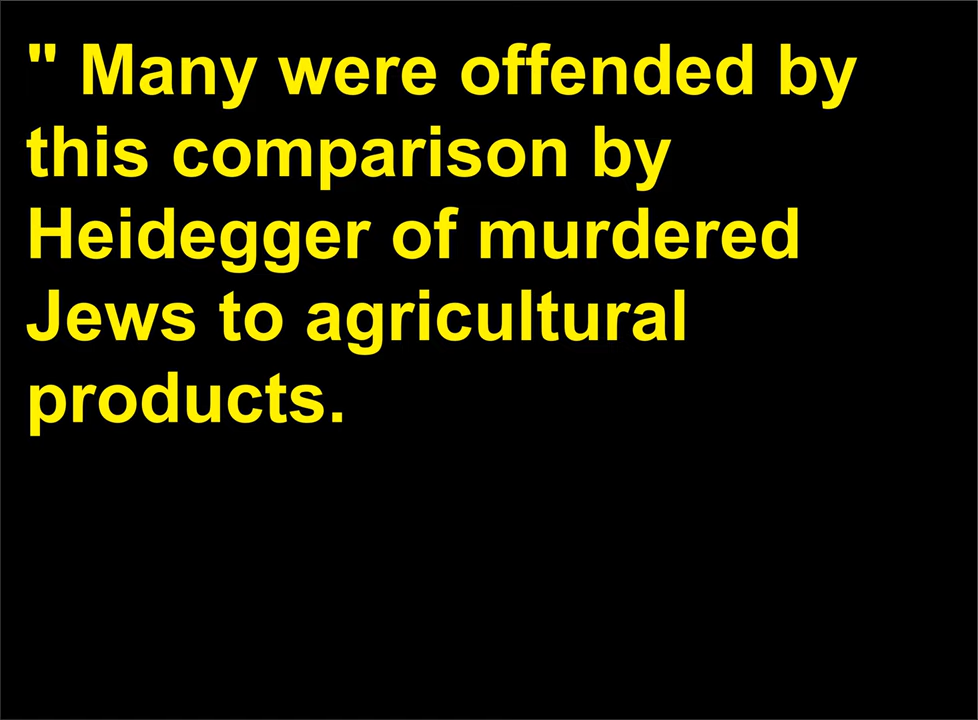 " Many were offended by
this comparison by
Heidegger of murdered
Jews to agricultural
products.